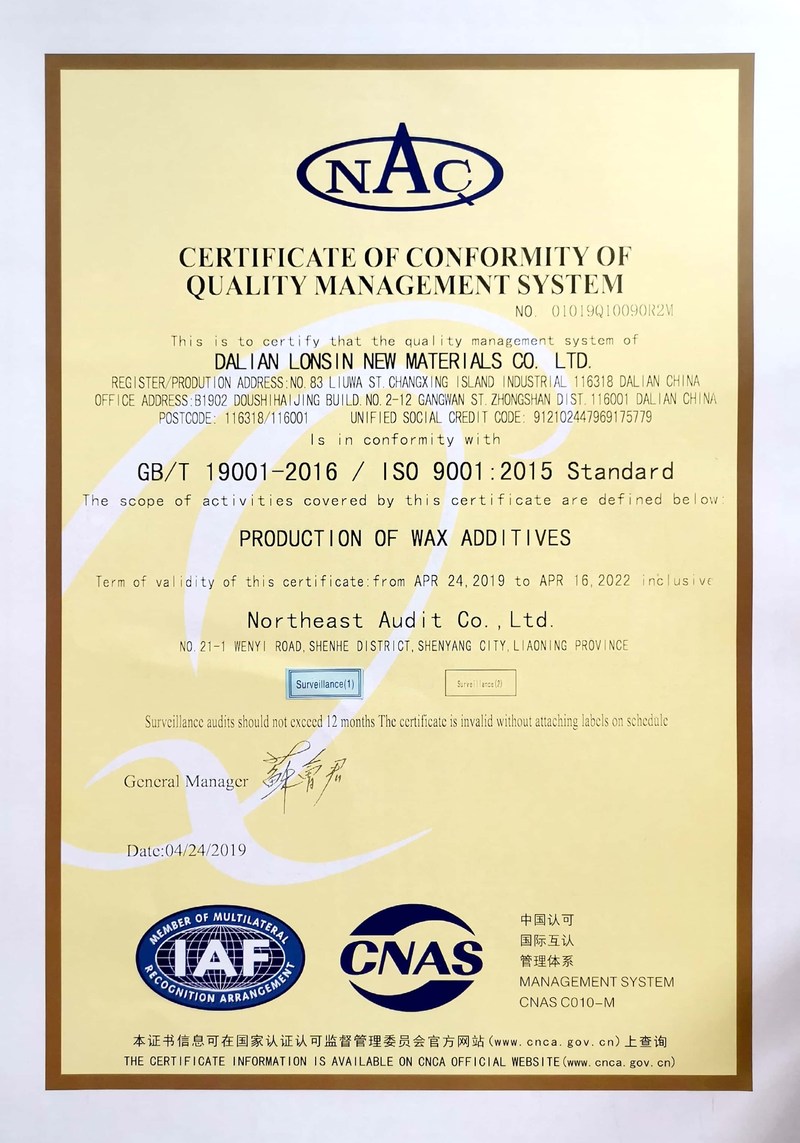 NAC
CERTIFICATE OF CONFORMITY OF
QUALITY MANAGEMENT SYSTEM
NO. 01019Q10090R2M
This is to certify that the quality management system of
DALIAN LONSIN NEW MATERIALS CO. LTD.
REGISTER/PRODUTION ADDRESS:NO. 83 LIUWA ST. CHANGXING ISLAND INDUSTRIAL 116318 DALIAN CHINA
OFFICE ADDRESS:B1902 DOUSHIHAIJING BUILD. NO. 2-12 GANGWAN ST. ZHONGSHAN DIST. 116001 DALIAN CHINA
POSTCODE: 116318/116001 UNIFIED SOCIAL CREDIT CODE: 912102447969175779
Is in conformity with
GB/T 19001-2016 / ISO 9001:2015 Standard
The scope of activities covered by this certificate are defined below:
PRODUCTION OF WAX ADDITIVES
Term of validity of this certificate:from APR 24,2019 to APR 16,2022 inclusive
Northeast Audit Co.,Ltd.
NO. 21-1 WENYI ROAD, SHENHE DISTRICT, SHENYANG CITY, LIAONING PROVINCE
Surveillance(1) Surveillance(2)
Surveillance audits should not exceed 12 months The certificate is invalid without attaching labels on schedule
General Manager
Date:04/24/2019
MEMBER OF MULTILATERAL
IAF
RECOGNITION ARRANGEMENT
CNAS
中国认可
国际互认
管理体系
MANAGEMENT SYSTEM
CNAS C010-M
本证书信息可在国家认证认可监督管理委员会官方网站(www.cnca.gov.cn)上查询
THE CERTIFICATE INFORMATION IS AVAILABLE ON CNCA OFFICIAL WEBSITE(www.cnca.gov.cn)